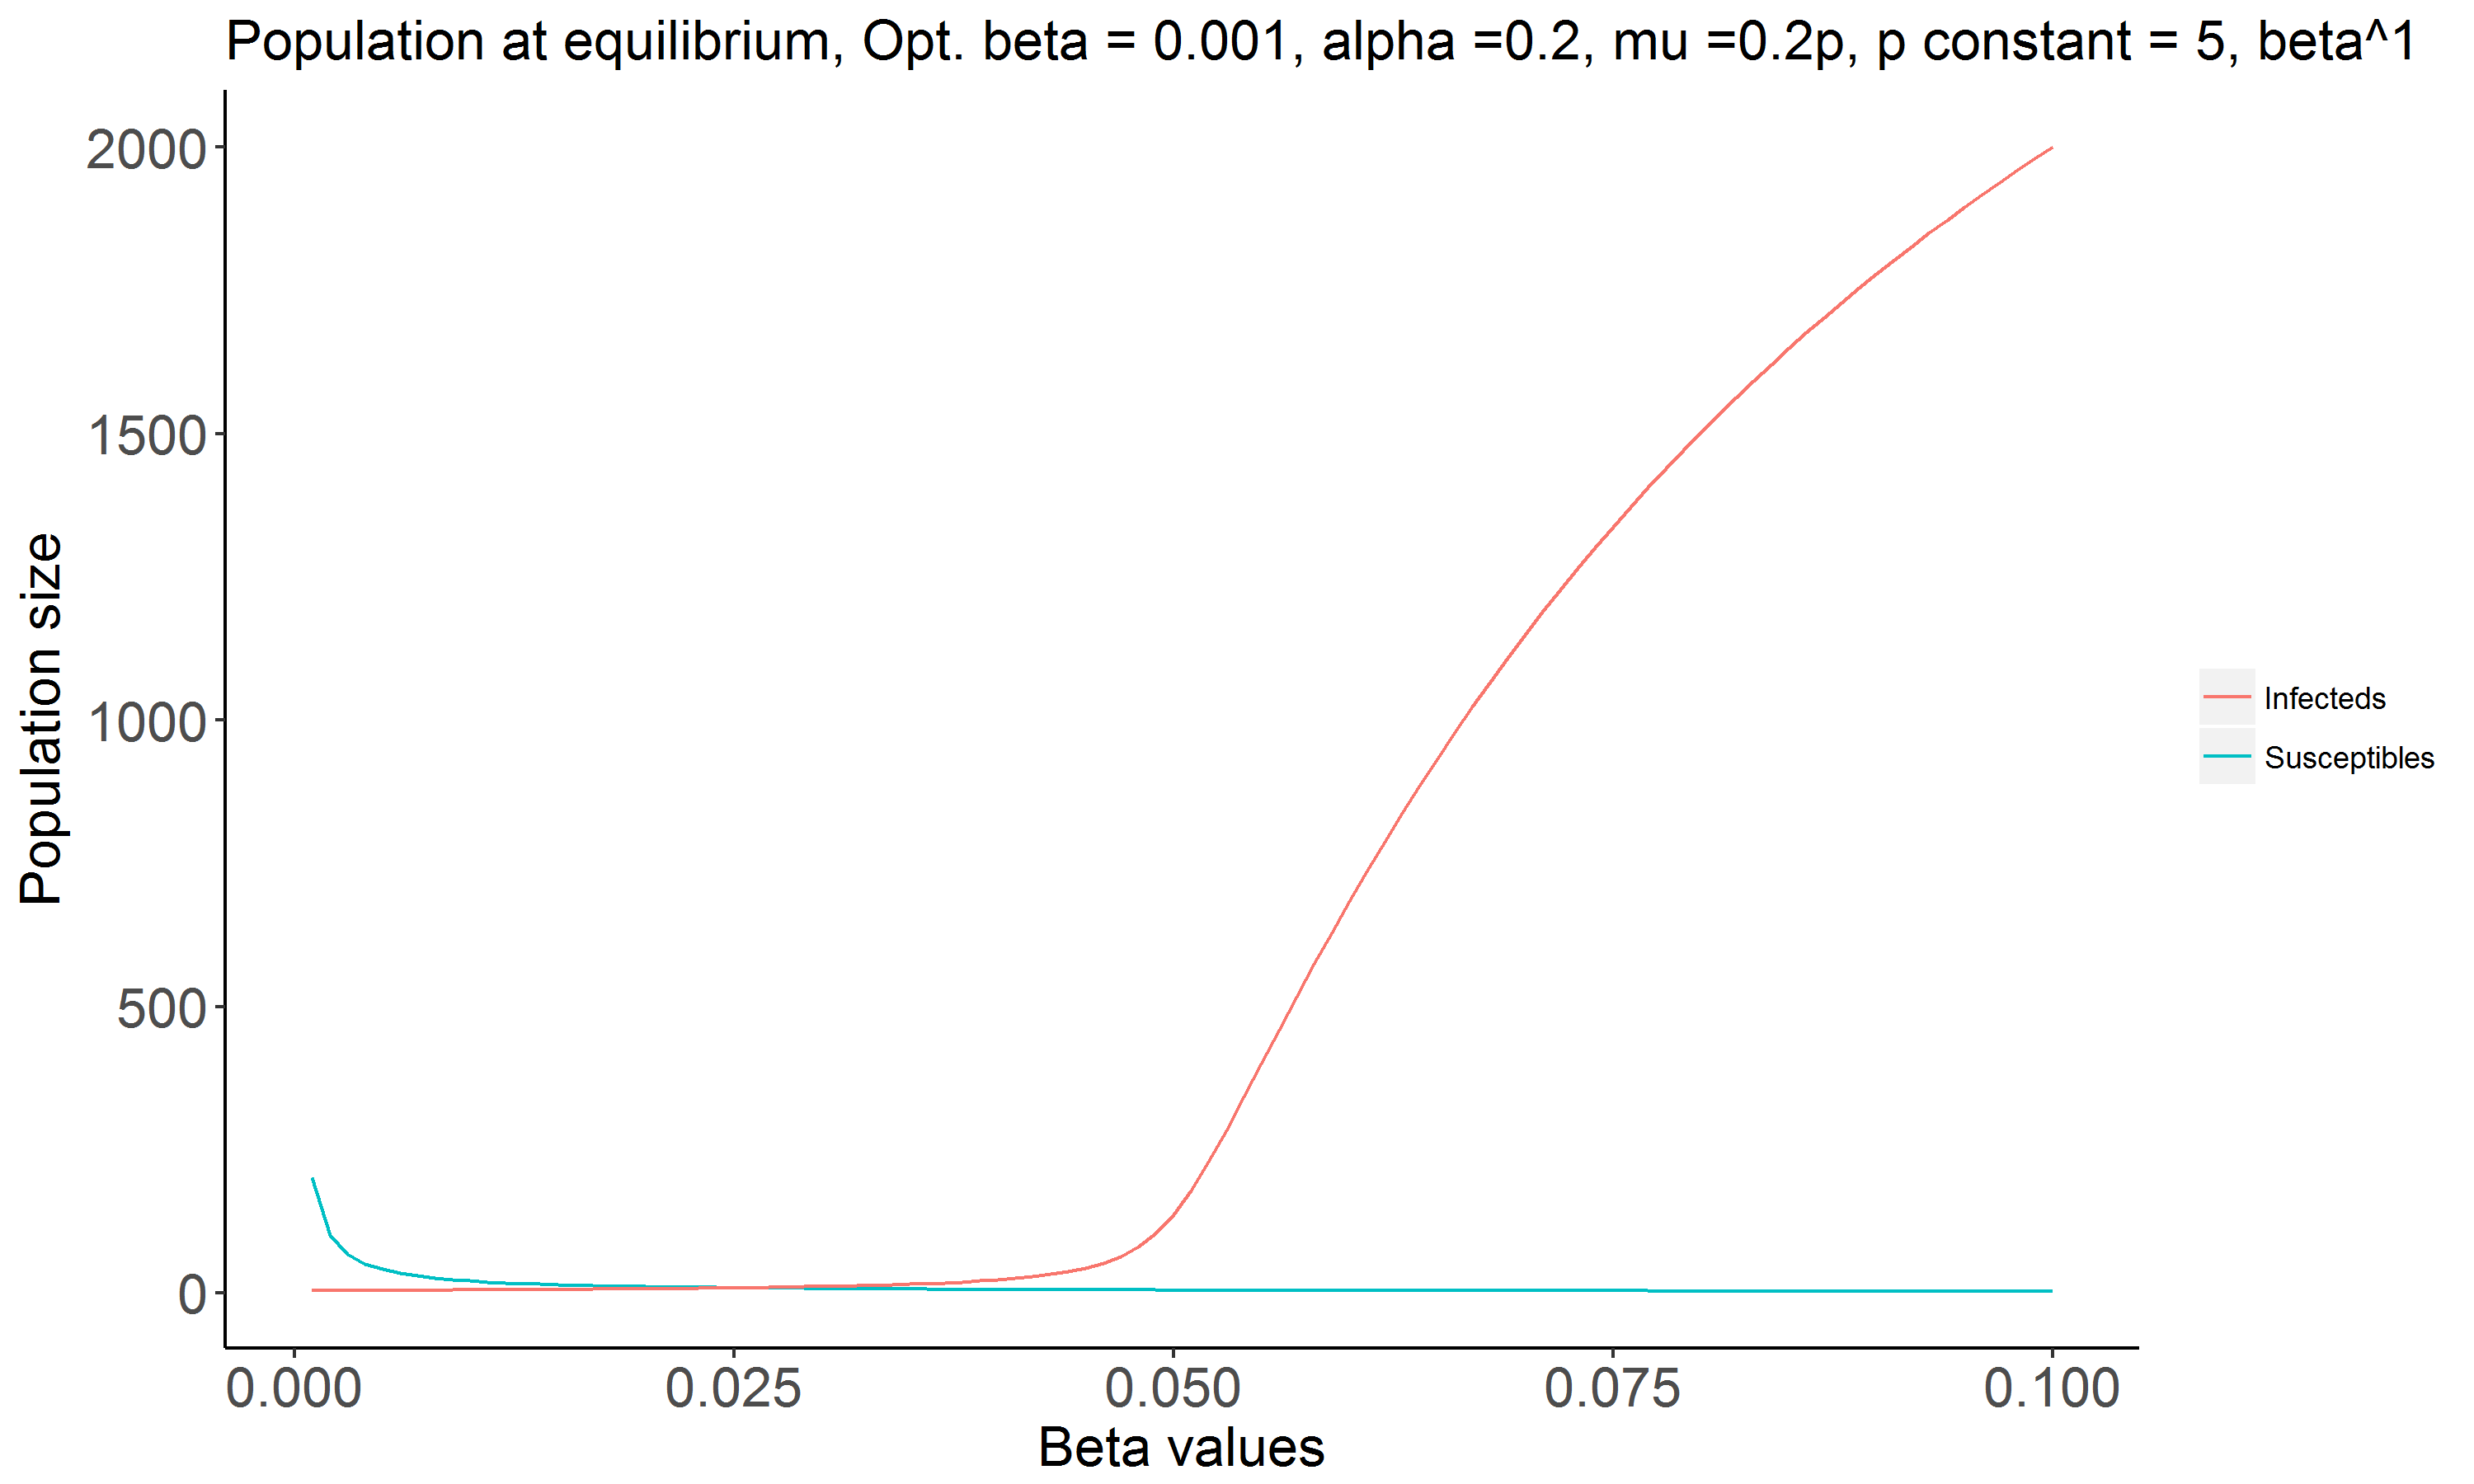 Population at equilibrium, Opt. beta = 0.001, alpha =0.2, mu =0.2p, p constant = 5, beta^1
2000
1500
1000
500
0
Population size
0.000 0.025 0.050 0.075 0.100
Beta values
Infecteds
Susceptibles